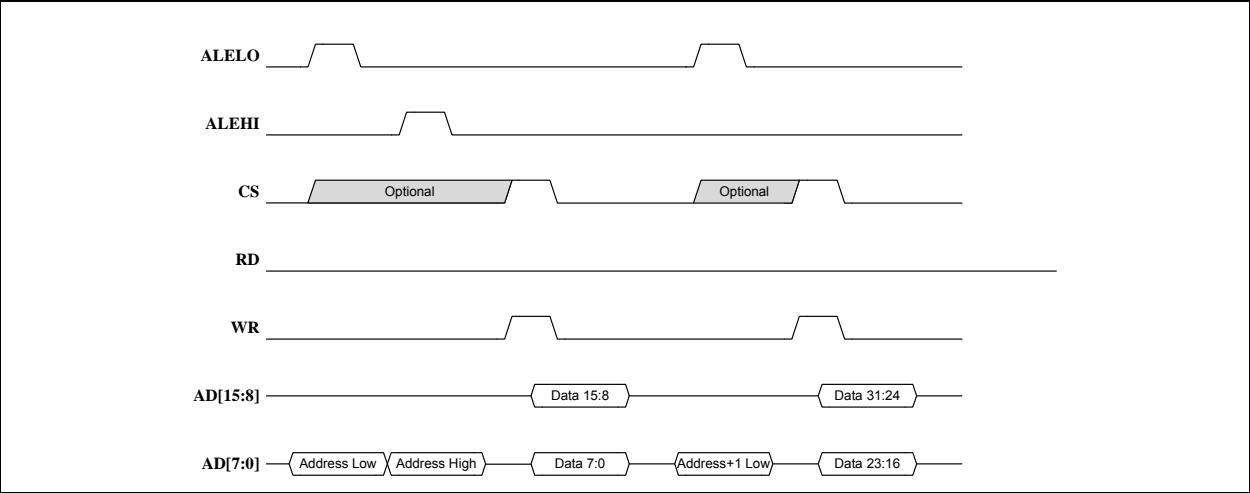 ALELO
ALEHI
CS Optional Optional
RD
WR
AD[15:8] Data 15:8 Data 31:24
AD[7:0] Address Low Address High Data 7:0 Address+1 Low Data 23:16